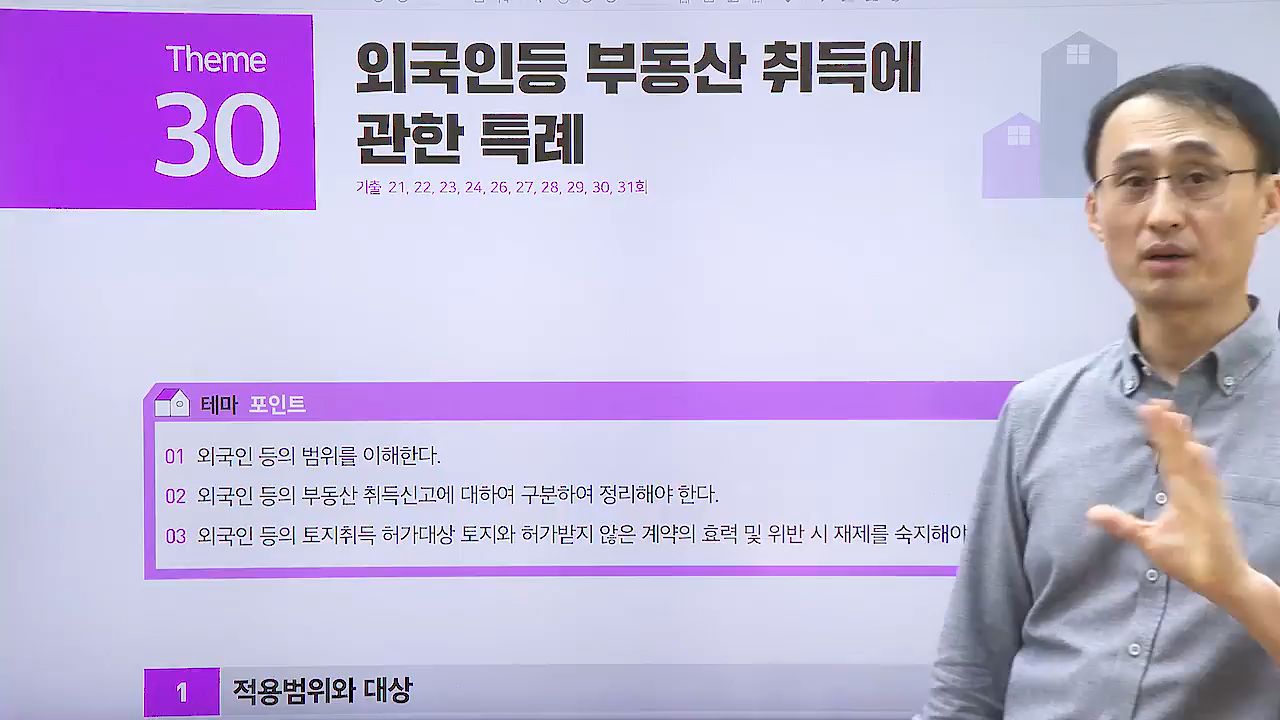 Theme
30
외국인등 부동산 취득에
관한 특례
기출 21, 22, 23, 24, 26, 27, 28, 29, 30, 31회
테마 포인트
01 외국인 등의 범위를 이해한다.
02 외국인 등의 부동산 취득신고에 대하여 구분하여 정리해야 한다.
03 외국인 등의 토지취득 허가대상 토지와 허가받지 않은 계약의 효력 및 위반 시 재제를 숙지해야
1 적용범위와 대상